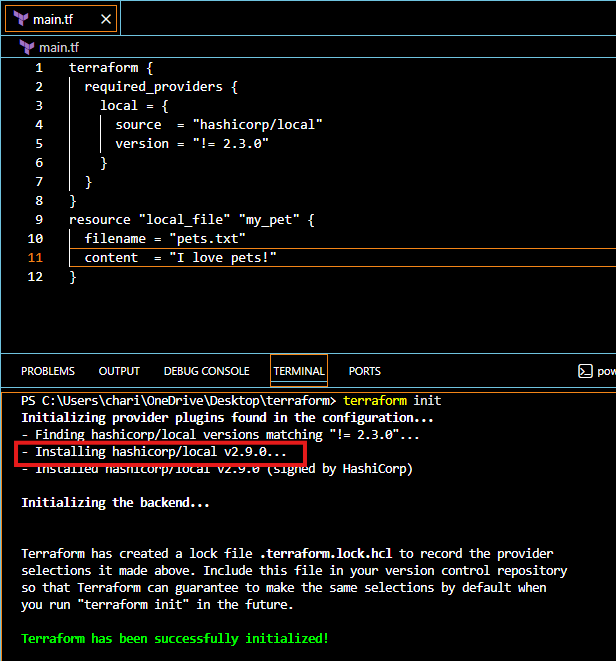 main.tf ×
main.tf
1 terraform {
2   required_providers {
3     local = {
4       source  = "hashicorp/local"
5       version = "!= 2.3.0"
6     }
7   }
8 }
9 resource "local_file" "my_pet" {
10   filename = "pets.txt"
11   content  = "I love pets!"
12 }
PROBLEMS OUTPUT DEBUG CONSOLE TERMINAL PORTS pow
PS C:\Users\chari\OneDrive\Desktop\terraform> terraform init
Initializing provider plugins found in the configuration...
- Finding hashicorp/local versions matching "!= 2.3.0"...
- Installing hashicorp/local v2.9.0...
- Installed hashicorp/local v2.9.0 (signed by HashiCorp)
Initializing the backend...
Terraform has created a lock file .terraform.lock.hcl to record the provider
selections it made above. Include this file in your version control repository
so that Terraform can guarantee to make the same selections by default when
you run "terraform init" in the future.
Terraform has been successfully initialized!